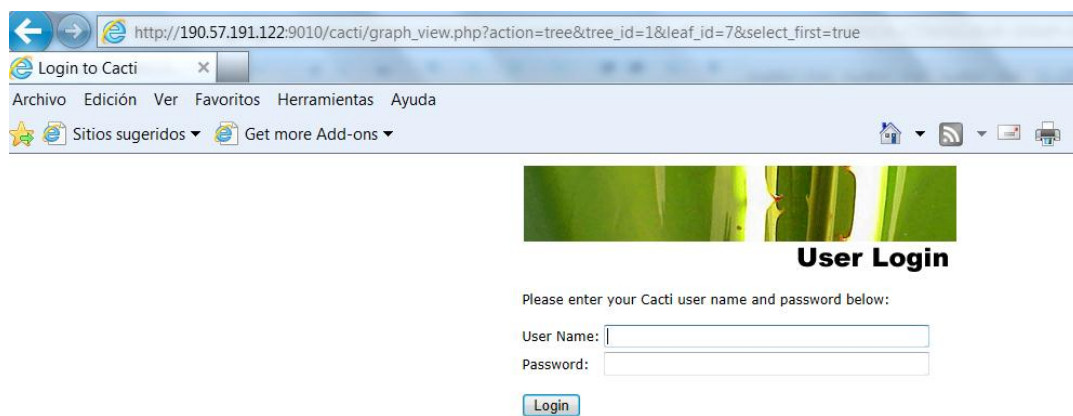 http://190.57.191.122:9010/cacti/graph_view.php?action=tree&tree_id=1&leaf_id=7&select_first=true
Login to Cacti
Archivo Edición Ver Favoritos Herramientas Ayuda
Sitios sugeridos Get more Add-ons
User Login
Please enter your Cacti user name and password below:
User Name:
Password:
Login